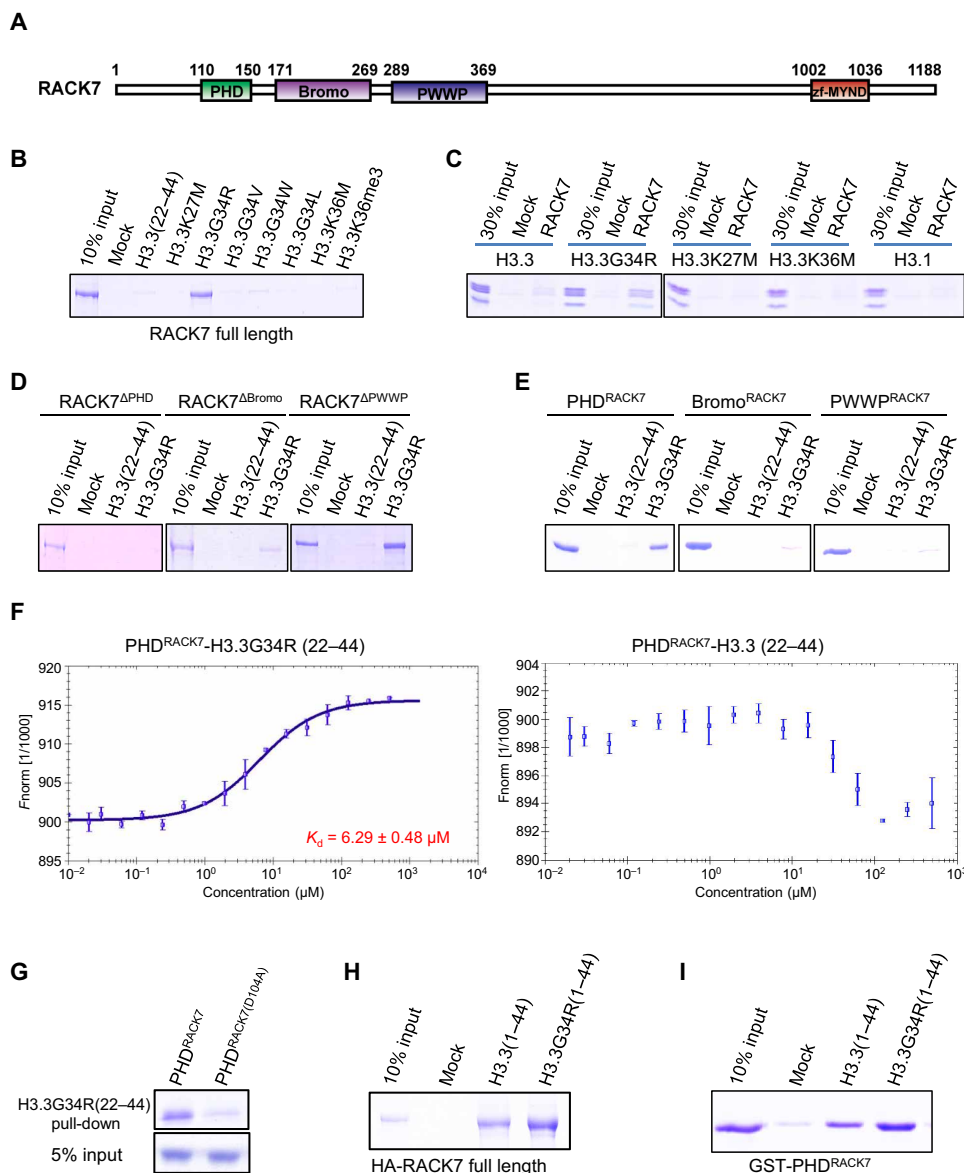 A
1 110 150 171 269 289 369 1002 1036 1188
RACK7 PHD Bromo PWWP zf-MYND
B
10% input
Mock
H3.3(22–44)
H3.3K27M
H3.3G34R
H3.3G34V
H3.3G34W
H3.3G34L
H3.3K36M
H3.3K36me3
RACK7 full length
C
30% input Mock RACK7 30% input Mock RACK7 30% input Mock RACK7 30% input Mock RACK7 30% input Mock RACK7
H3.3 H3.3G34R H3.3K27M H3.3K36M H3.1
D
RACK7ΔPHD RACK7ΔBromo RACK7ΔPWWP
10% input Mock H3.3(22–44) H3.3G34R 10% input Mock H3.3(22–44) H3.3G34R 10% input Mock H3.3(22–44) H3.3G34R
E
PHDRACK7 BromoRACK7 PWWPRACK7
10% input Mock H3.3(22–44) H3.3G34R 10% input Mock H3.3(22–44) H3.3G34R 10% input Mock H3.3(22–44) H3.3G34R
F
PHDRACK7-H3.3G34R (22–44)
920
915
910
905
900
895
Fnorm [1/1000]
Kd = 6.29 ± 0.48 µM
10−2 10−1 100 101 102 103 104
Concentration (µM)
PHDRACK7-H3.3 (22–44)
904
902
900
898
896
894
892
890
Fnorm [1/1000]
10−2 10−1 100 101 102 103
Concentration (µM)
G
PHDRACK7
PHDRACK7(D104A)
H3.3G34R(22–44)
pull-down
5% input
H
10% input
Mock
H3.3(1–44)
H3.3G34R(1–44)
HA-RACK7 full length
I
10% input
Mock
H3.3(1–44)
H3.3G34R(1–44)
GST-PHDRACK7